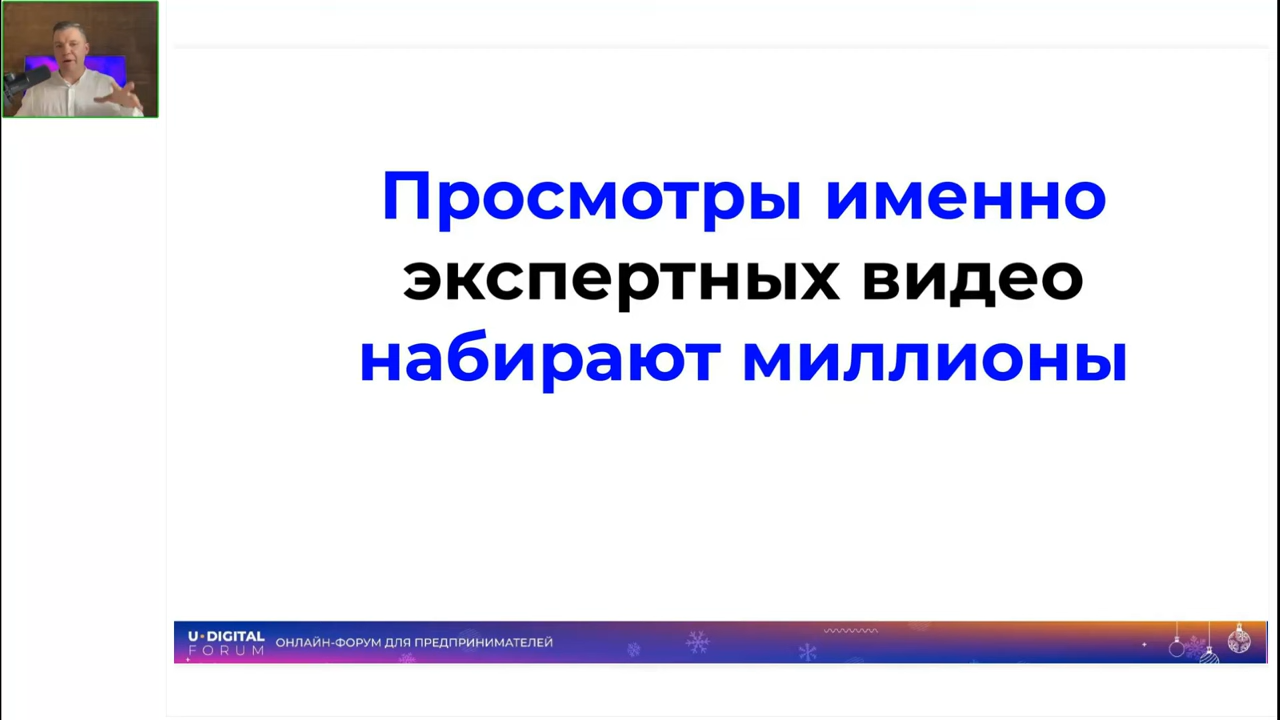 Просмотры именно
экспертных видео
набирают миллионы
U·DIGITAL
FORUM
ОНЛАЙН-ФОРУМ ДЛЯ ПРЕДПРИНИМАТЕЛЕЙ